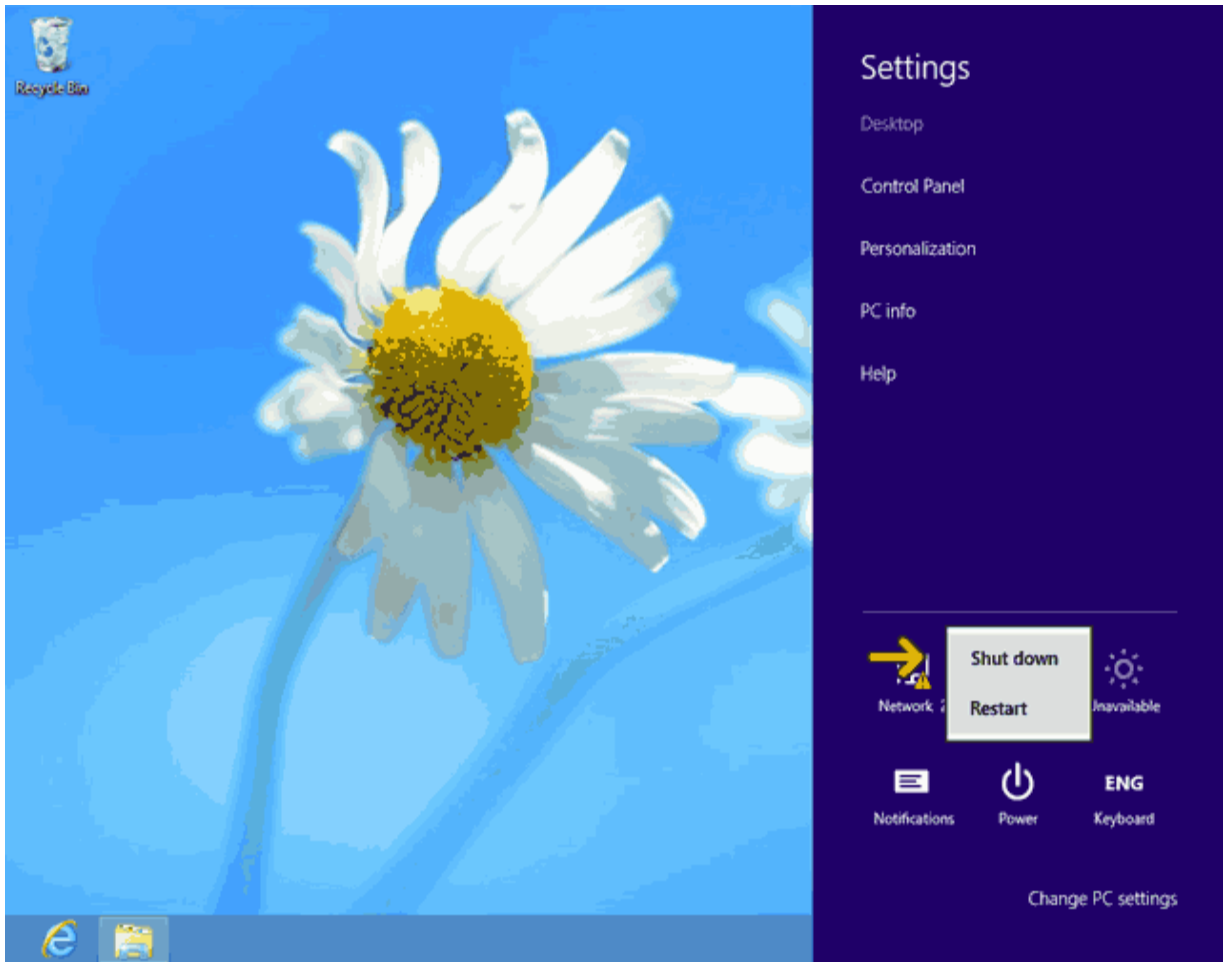 Recycle Bin
Settings
Desktop
Control Panel
Personalization
PC info
Help
Shut down
Restart
Network
Unavailable
Notifications
Power
ENG
Keyboard
Change PC settings